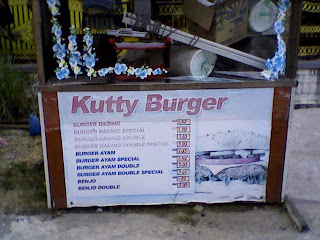 Kutty Burger
BURGER DAGING
BURGER DAGING SPECIAL
BURGER DAGING DOUBLE
BURGER DAGING DOUBLE SPECIAL
BURGER AYAM
BURGER AYAM SPECIAL
BURGER AYAM DOUBLE
BURGER AYAM DOUBLE SPECIAL
BENJO
BENJO DOUBLE